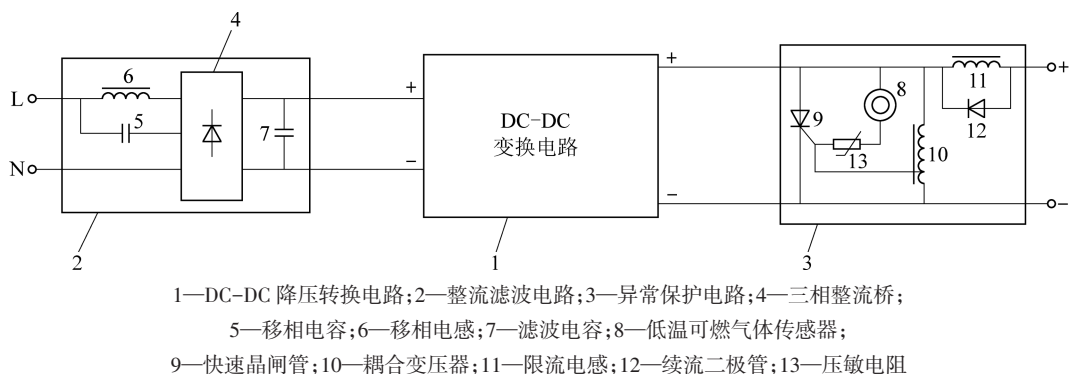 4
6
L
5
7
N
2
+
−
DC-DC
变换电路
1
+
−
8
9
13
10
11
12
+
−
3
1—DC-DC 降压转换电路;2—整流滤波电路;3—异常保护电路;4—三相整流桥;
5—移相电容;6—移相电感;7—滤波电容;8—低温可燃气体传感器;
9—快速晶闸管;10—耦合变压器;11—限流电感;12—续流二极管;13—压敏电阻